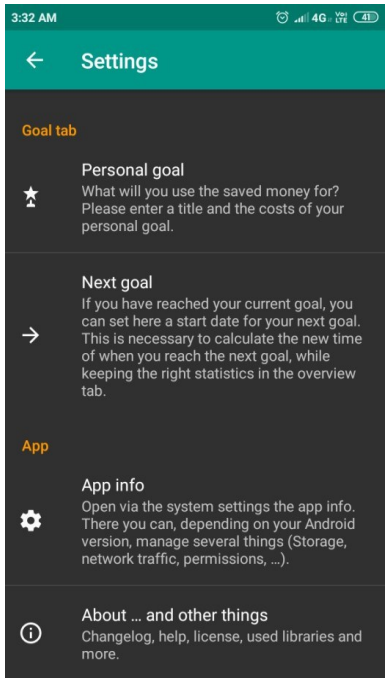 3:32 AM 4G VoI LTE 41
Settings
Goal tab
Personal goal
What will you use the saved money for?
Please enter a title and the costs of your
personal goal.
Next goal
If you have reached your current goal, you
can set here a start date for your next goal.
This is necessary to calculate the new time
of when you reach the next goal, while
keeping the right statistics in the overview
tab.
App
App info
Open via the system settings the app info.
There you can, depending on your Android
version, manage several things (Storage,
network traffic, permissions, …).
About … and other things
Changelog, help, license, used libraries and
more.